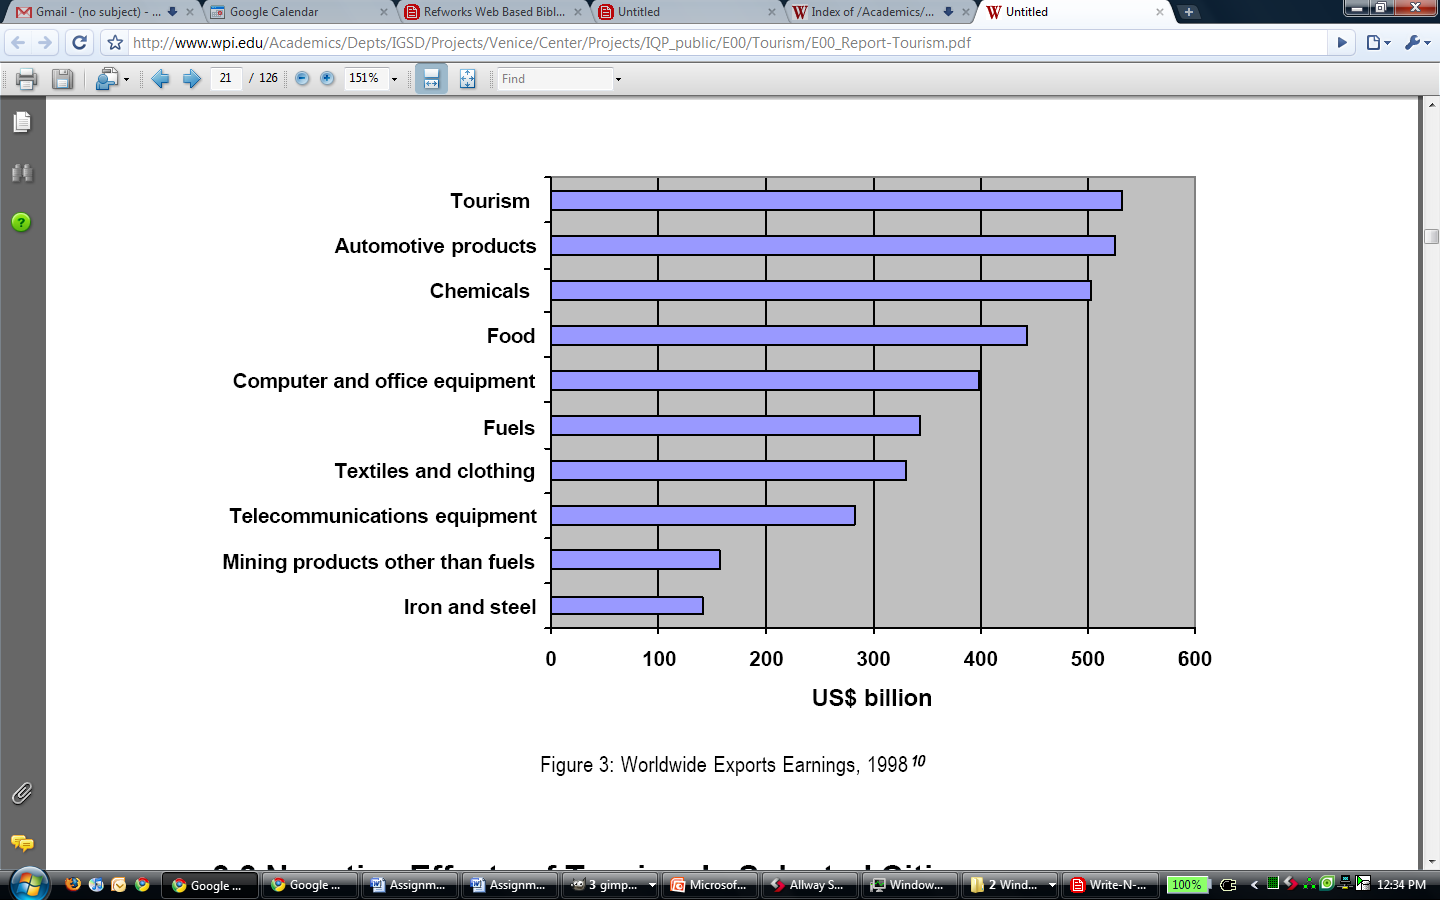 Gmail - (no subject) - ...
Google Calendar
Refworks Web Based Bibl...
Untitled
Index of /Academics/...
Untitled
http://www.wpi.edu/Academics/Depts/IGSD/Projects/Venice/Center/Projects/IQP_public/E00/Tourism/E00_Report-Tourism.pdf
21 / 126 151% Find
Tourism
Automotive products
Chemicals
Food
Computer and office equipment
Fuels
Textiles and clothing
Telecommunications equipment
Mining products other than fuels
Iron and steel
0 100 200 300 400 500 600
US$ billion
Figure 3: Worldwide Exports Earnings, 1998 10
Google ... Google ... Assignm... Assignm... 3 gimp... Microsof... Allway S... Window... 2 Wind... Write-N-... 100% 12:34 PM